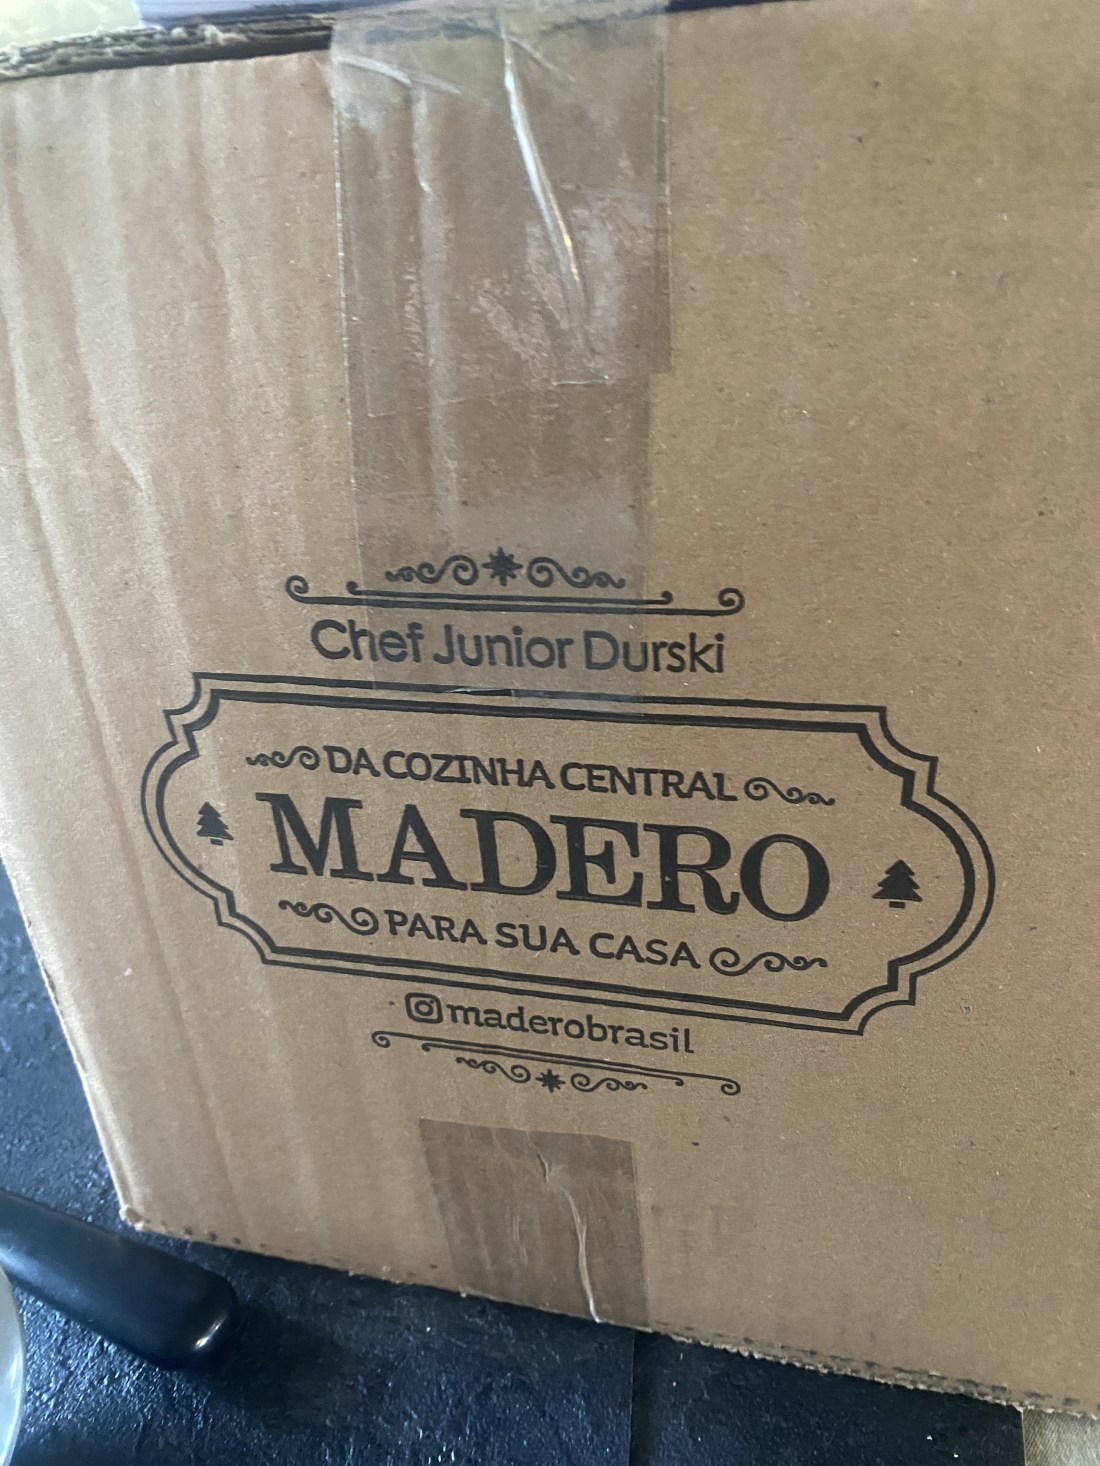 Chef Junior Durski
DA COZINHA CENTRAL
MADERO
PARA SUA CASA
maderobrasil